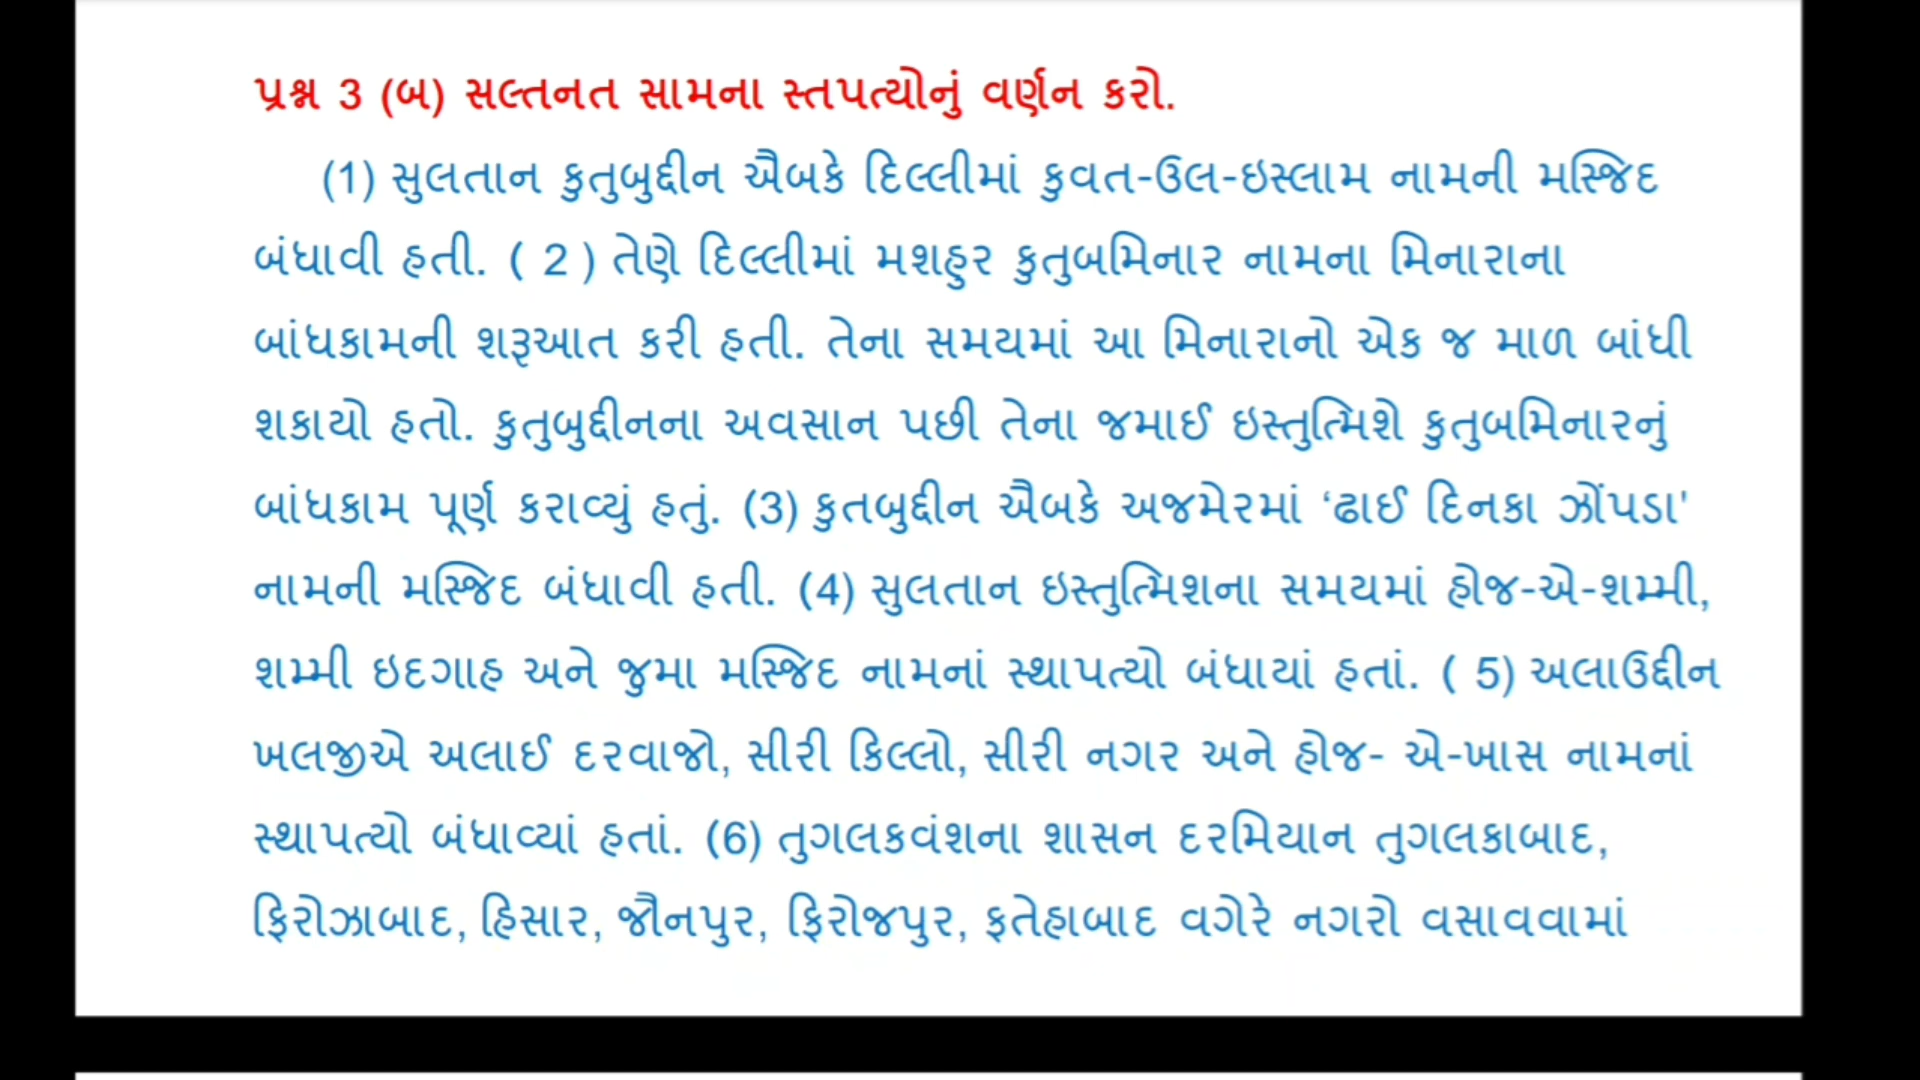 પ્રશ્ન 3 (બ) સલ્તનત સામના સ્તપત્યોનું વર્ણન કરો.
(1) સુલતાન કુતુબુદ્દીન ઐબકે દિલ્લીમાં કુવત-ઉલ-ઇસ્લામ નામની મસ્જિદ
બંધાવી હતી. ( 2 ) તેણે દિલ્લીમાં મશહુર કુતુબમિનાર નામના મિનારાના
બાંધકામની શરૂઆત કરી હતી. તેના સમયમાં આ મિનારાનો એક જ માળ બાંધી
શકાયો હતો. કુતુબુદ્દીનના અવસાન પછી તેના જમાઈ ઇસ્તુત્મિશે કુતુબમિનારનું
બાંધકામ પૂર્ણ કરાવ્યું હતું. (3) કુતબુદ્દીન ઐબકે અજમેરમાં ‘ઢાઈ દિનકા ઝોંપડા'
નામની મસ્જિદ બંધાવી હતી. (4) સુલતાન ઇસ્તુત્મિશના સમયમાં હોજ-એ-શમ્મી,
શમ્મી ઇદગાહ અને જુમા મસ્જિદ નામનાં સ્થાપત્યો બંધાયાં હતાં. ( 5) અલાઉદ્દીન
ખલજીએ અલાઈ દરવાજો, સીરી કિલ્લો, સીરી નગર અને હોજ- એ-ખાસ નામનાં
સ્થાપત્યો બંધાવ્યાં હતાં. (6) તુગલકવંશના શાસન દરમિયાન તુગલકાબાદ,
ફિરોઝાબાદ, હિસાર, જૌનપુર, ફિરોજપુર, ફતેહાબાદ વગેરે નગરો વસાવવામાં